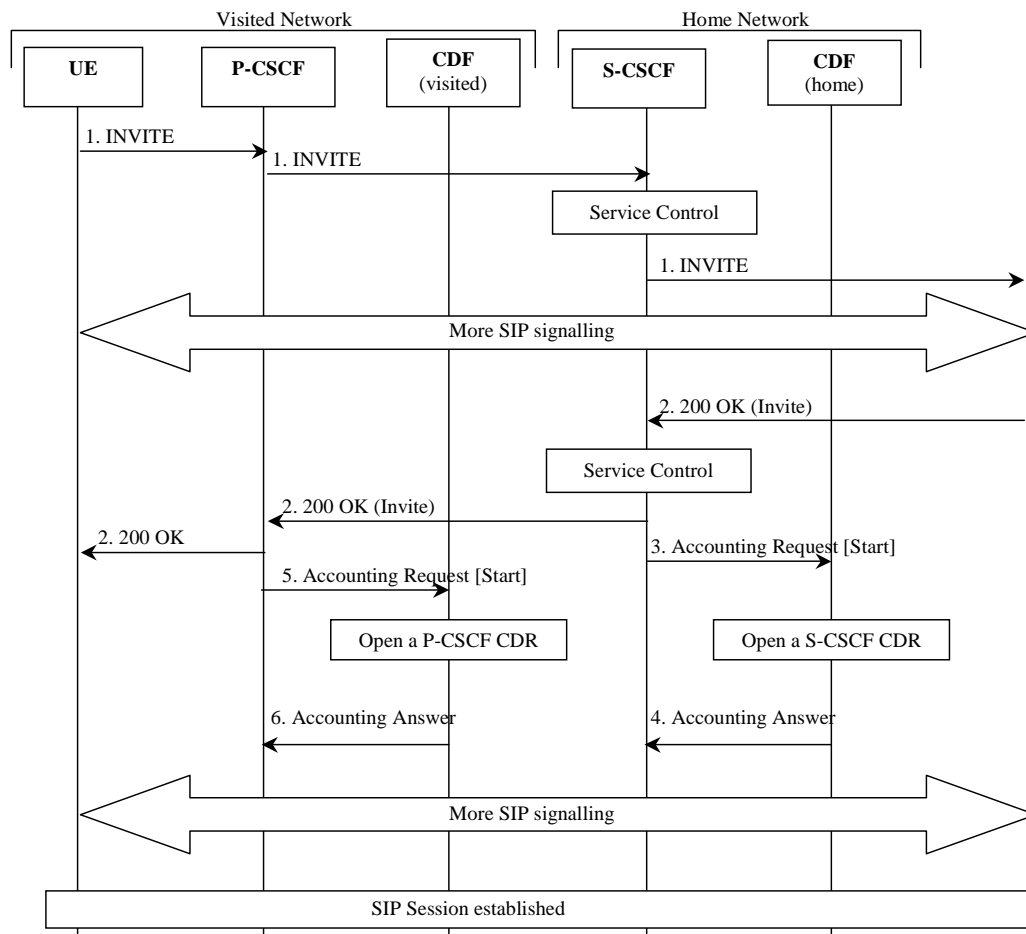 Visited Network
Home Network
UE
P-CSCF
CDF
(visited)
S-CSCF
CDF
(home)
1. INVITE
1. INVITE
Service Control
1. INVITE
More SIP signalling
2. 200 OK (Invite)
Service Control
2. 200 OK (Invite)
2. 200 OK
3. Accounting Request [Start]
5. Accounting Request [Start]
Open a P-CSCF CDR
Open a S-CSCF CDR
6. Accounting Answer
4. Accounting Answer
More SIP signalling
SIP Session established